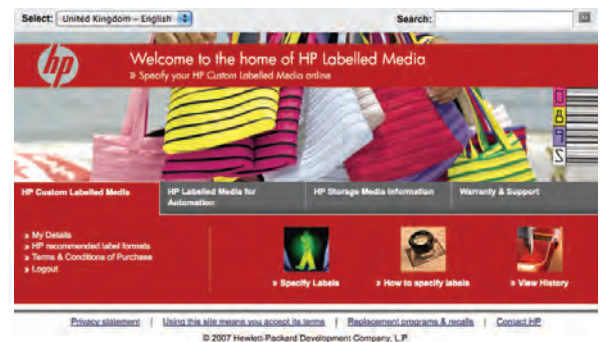 Select: United Kingdom – English
Search:
hp
Welcome to the home of HP Labelled Media
» Specify your HP Custom Labelled Media online
HP Custom Labelled Media
HP Labelled Media for
Automation
HP Storage Media Information
Warranty & Support
» My Details
» HP recommended label formats
» Terms & Conditions of Purchase
» Logout
» Specify Labels
» How to specify labels
» View History
Privacy statement | Using this site means you accept its terms | Replacement programs & recalls | Contact HP
© 2007 Hewlett-Packard Development Company, L.P.